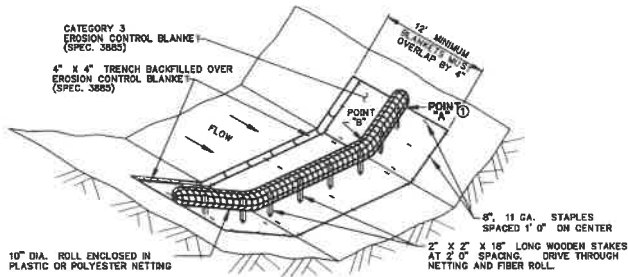 CATEGORY 3
EROSION CONTROL BLANKET
(SPEC. 3885)
4" X 4" TRENCH BACKFILLED OVER
EROSION CONTROL BLANKET
(SPEC. 3885)
12' MINIMUM
BLANKETS MUST
OVERLAP BY 4"
FLOW
POINT
"B"
POINT
"A" 1
8", 11 GA. STAPLES
SPACED 1' 0" ON CENTER
10" DIA. ROLL ENCLOSED IN
PLASTIC OR POLYESTER NETTING
2" X 2" X 18" LONG WOODEN STAKES
AT 2' 0" SPACING. DRIVE THROUGH
NETTING AND FIBER ROLL.